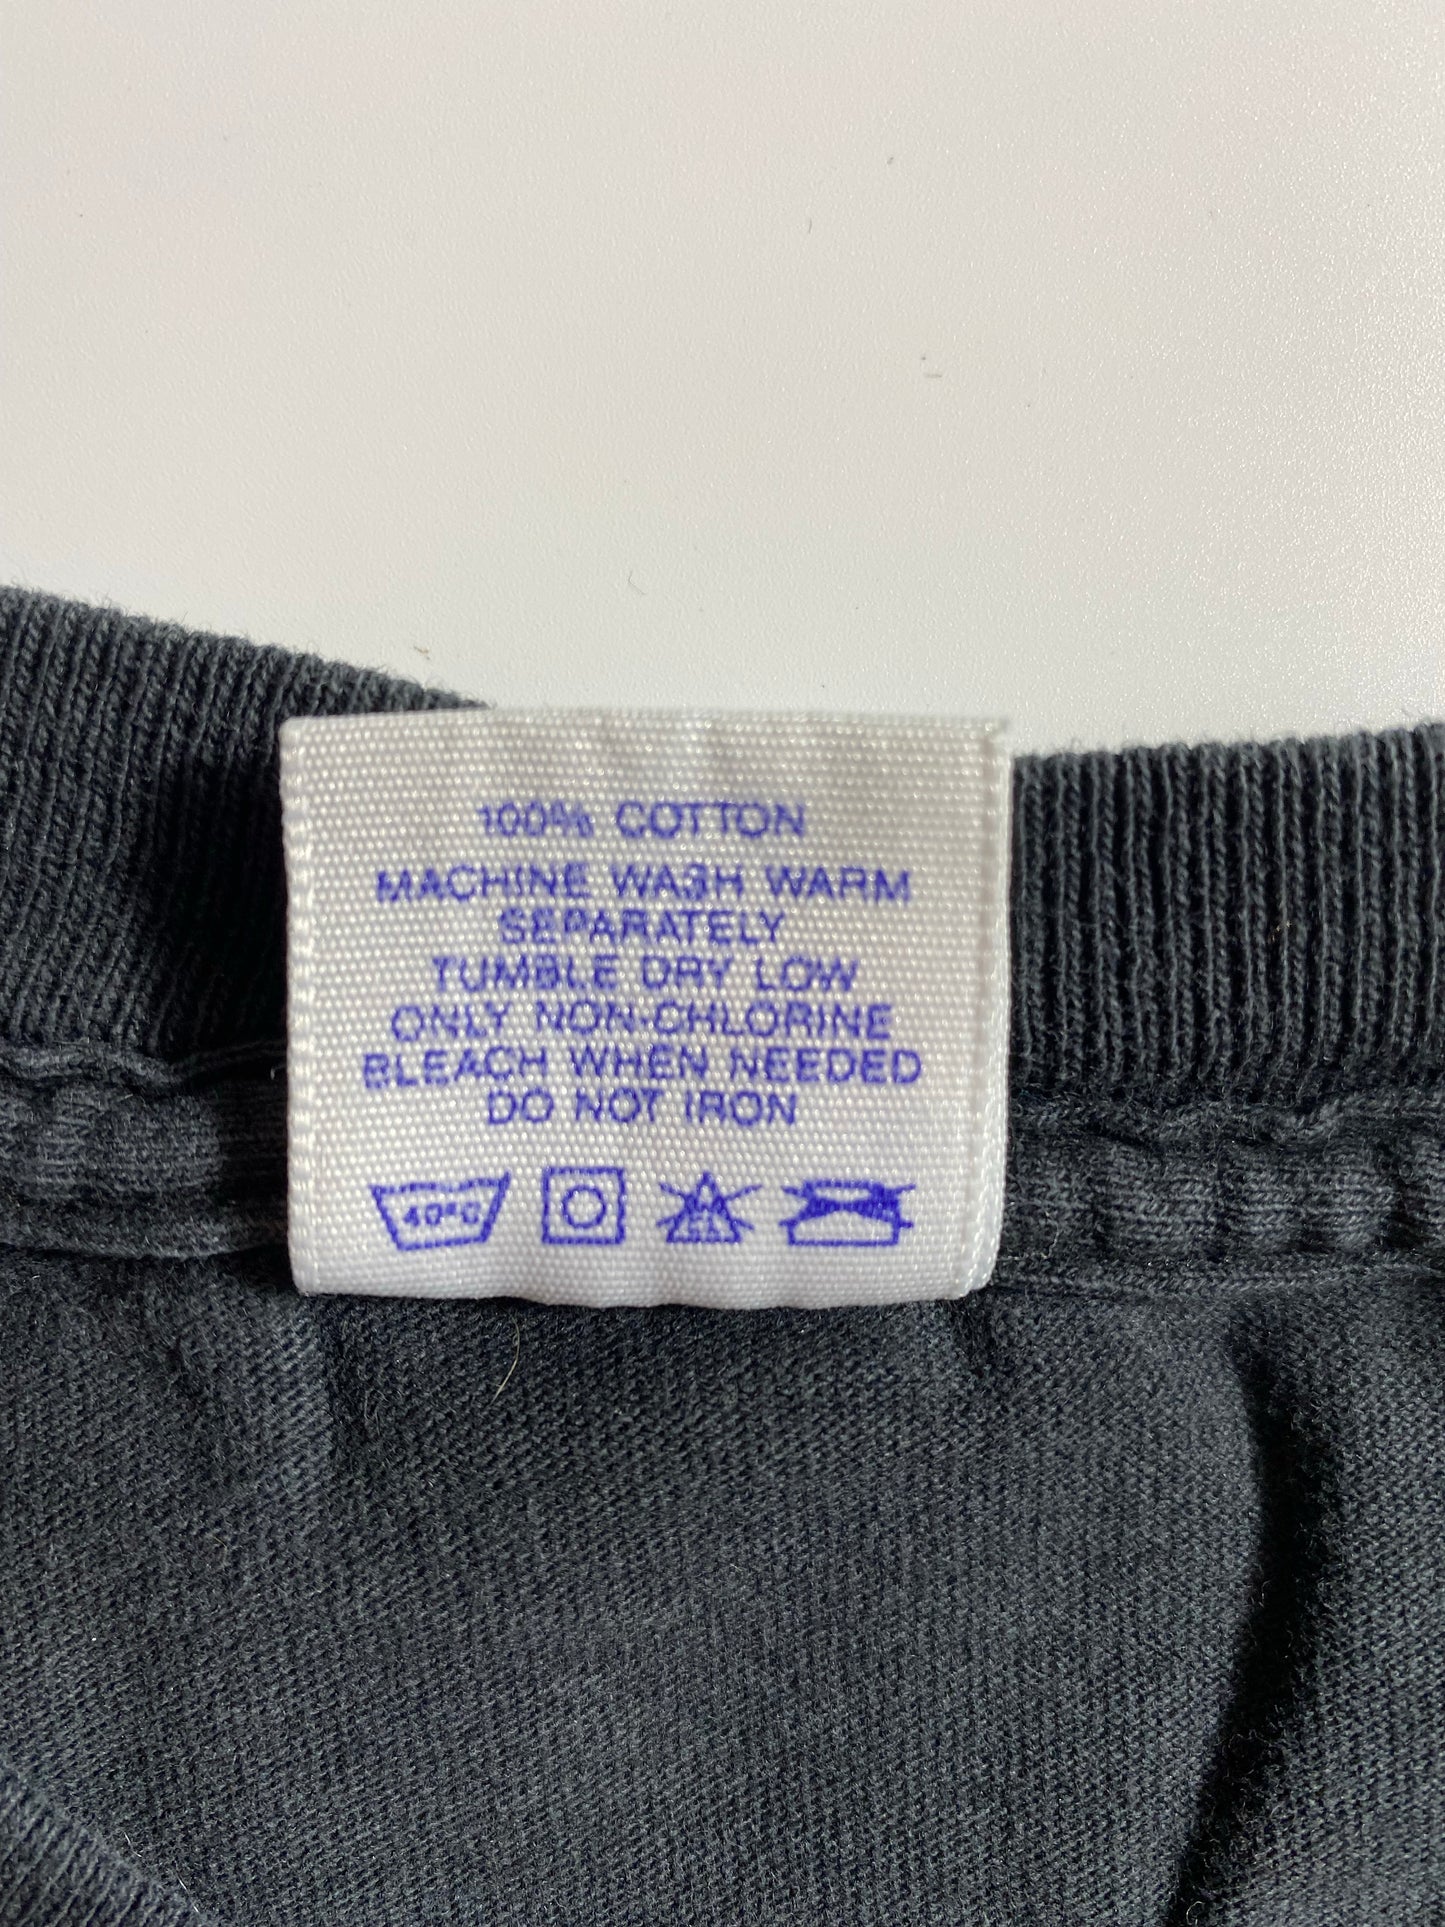 100% COTTON
MACHINE WASH WARM
SEPARATELY
TUMBLE DRY LOW
ONLY NON-CHLORINE
BLEACH WHEN NEEDED
DO NOT IRON
40°C CL